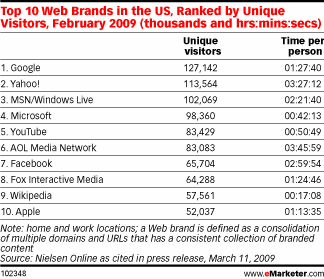 Top 10 Web Brands in the US, Ranked by Unique
Visitors, February 2009 (thousands and hrs:mins:secs)
Unique visitors Time per person
1. Google 127,142 01:27:40
2. Yahoo! 113,564 03:27:12
3. MSN/Windows Live 102,069 02:21:40
4. Microsoft 98,360 00:42:13
5. YouTube 83,429 00:50:49
6. AOL Media Network 83,083 03:45:59
7. Facebook 65,704 02:59:54
8. Fox Interactive Media 64,288 01:24:46
9. Wikipedia 57,561 00:17:08
10. Apple 52,037 01:13:35
Note: home and work locations; a Web brand is defined as a consolidation
of multiple domains and URLs that has a consistent collection of branded
content
Source: Nielsen Online as cited in press release, March 11, 2009
102348 www.eMarketer.com